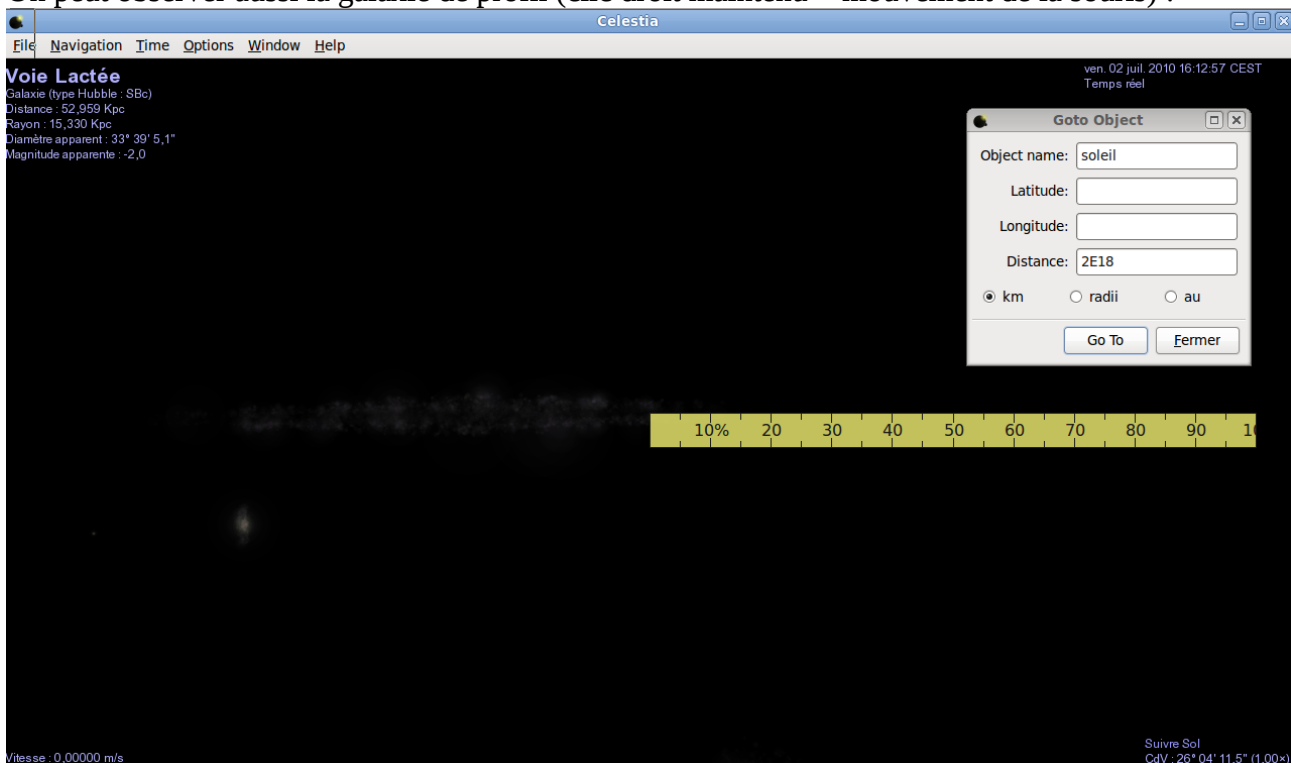 On peut observer aussi la galaxie de profil (clic droit maintenu + mouvement de la souris) :
Celestia
File Navigation Time Options Window Help
Voie Lactée
Galaxie (type Hubble : SBc)
Distance : 52,959 Kpc
Rayon : 15,330 Kpc
Diamètre apparent : 33° 39' 5,1"
Magnitude apparente : -2,0
ven. 02 juil. 2010 16:12:57 CEST
Temps réel
Goto Object
Object name: soleil
Latitude:
Longitude:
Distance: 2E18
km radii au
Go To Fermer
10% 20 30 40 50 60 70 80 90
Vitesse : 0,00000 m/s
Suivre Sol
CdV : 26° 04' 11,5" (1,00×)